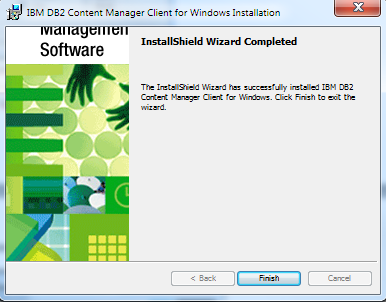 IBM DB2 Content Manager Client for Windows Installation
Management
Software
InstallShield Wizard Completed
The InstallShield Wizard has successfully installed IBM DB2
Content Manager Client for Windows. Click Finish to exit the
wizard.
< Back
Finish
Cancel